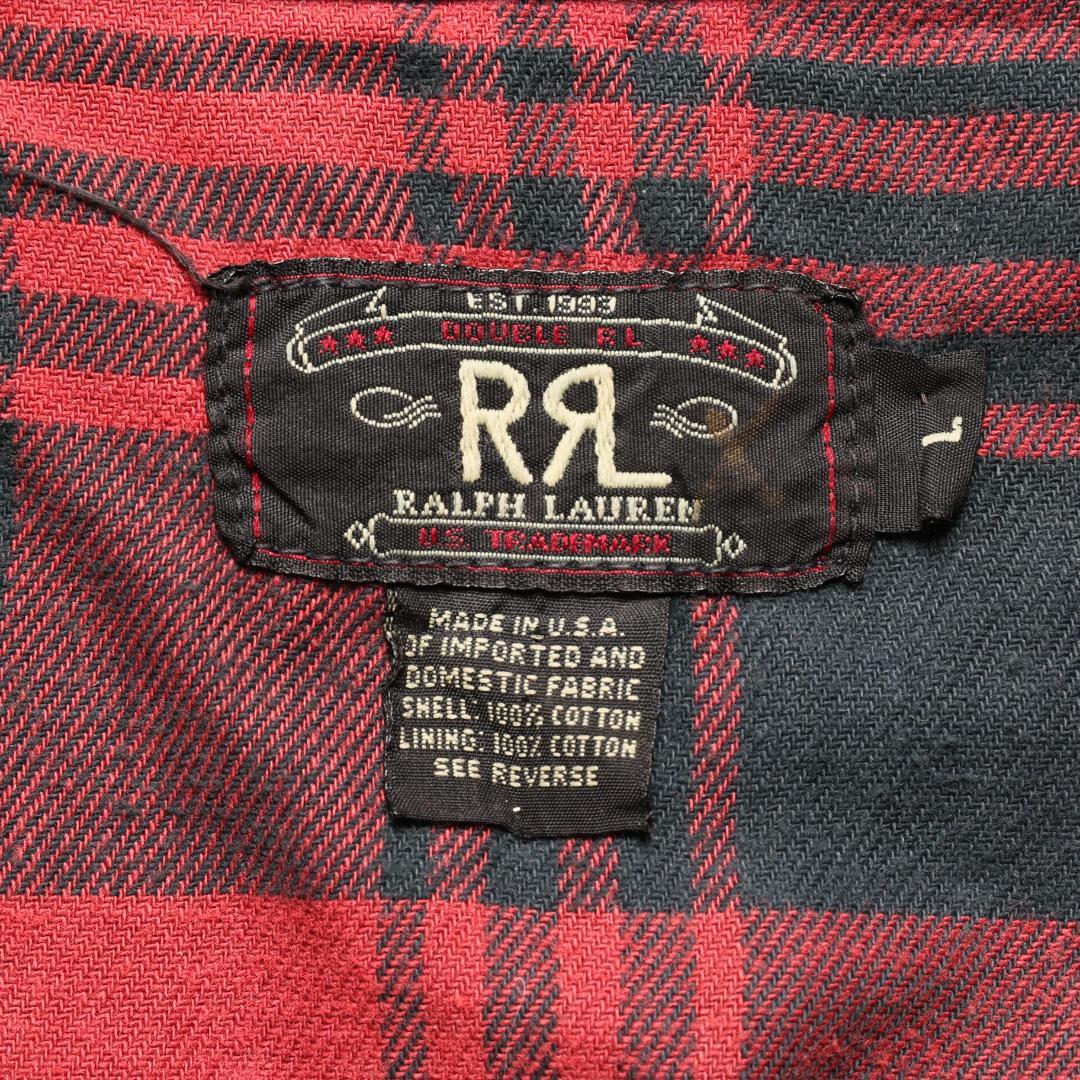 EST 1993
★★★ DOUBLE RL ★★★
RRL
RALPH LAUREN
U.S. TRADEMARK
L
MADE IN U.S.A.
OF IMPORTED AND
DOMESTIC FABRIC
SHELL: 100% COTTON
LINING: 100% COTTON
SEE REVERSE